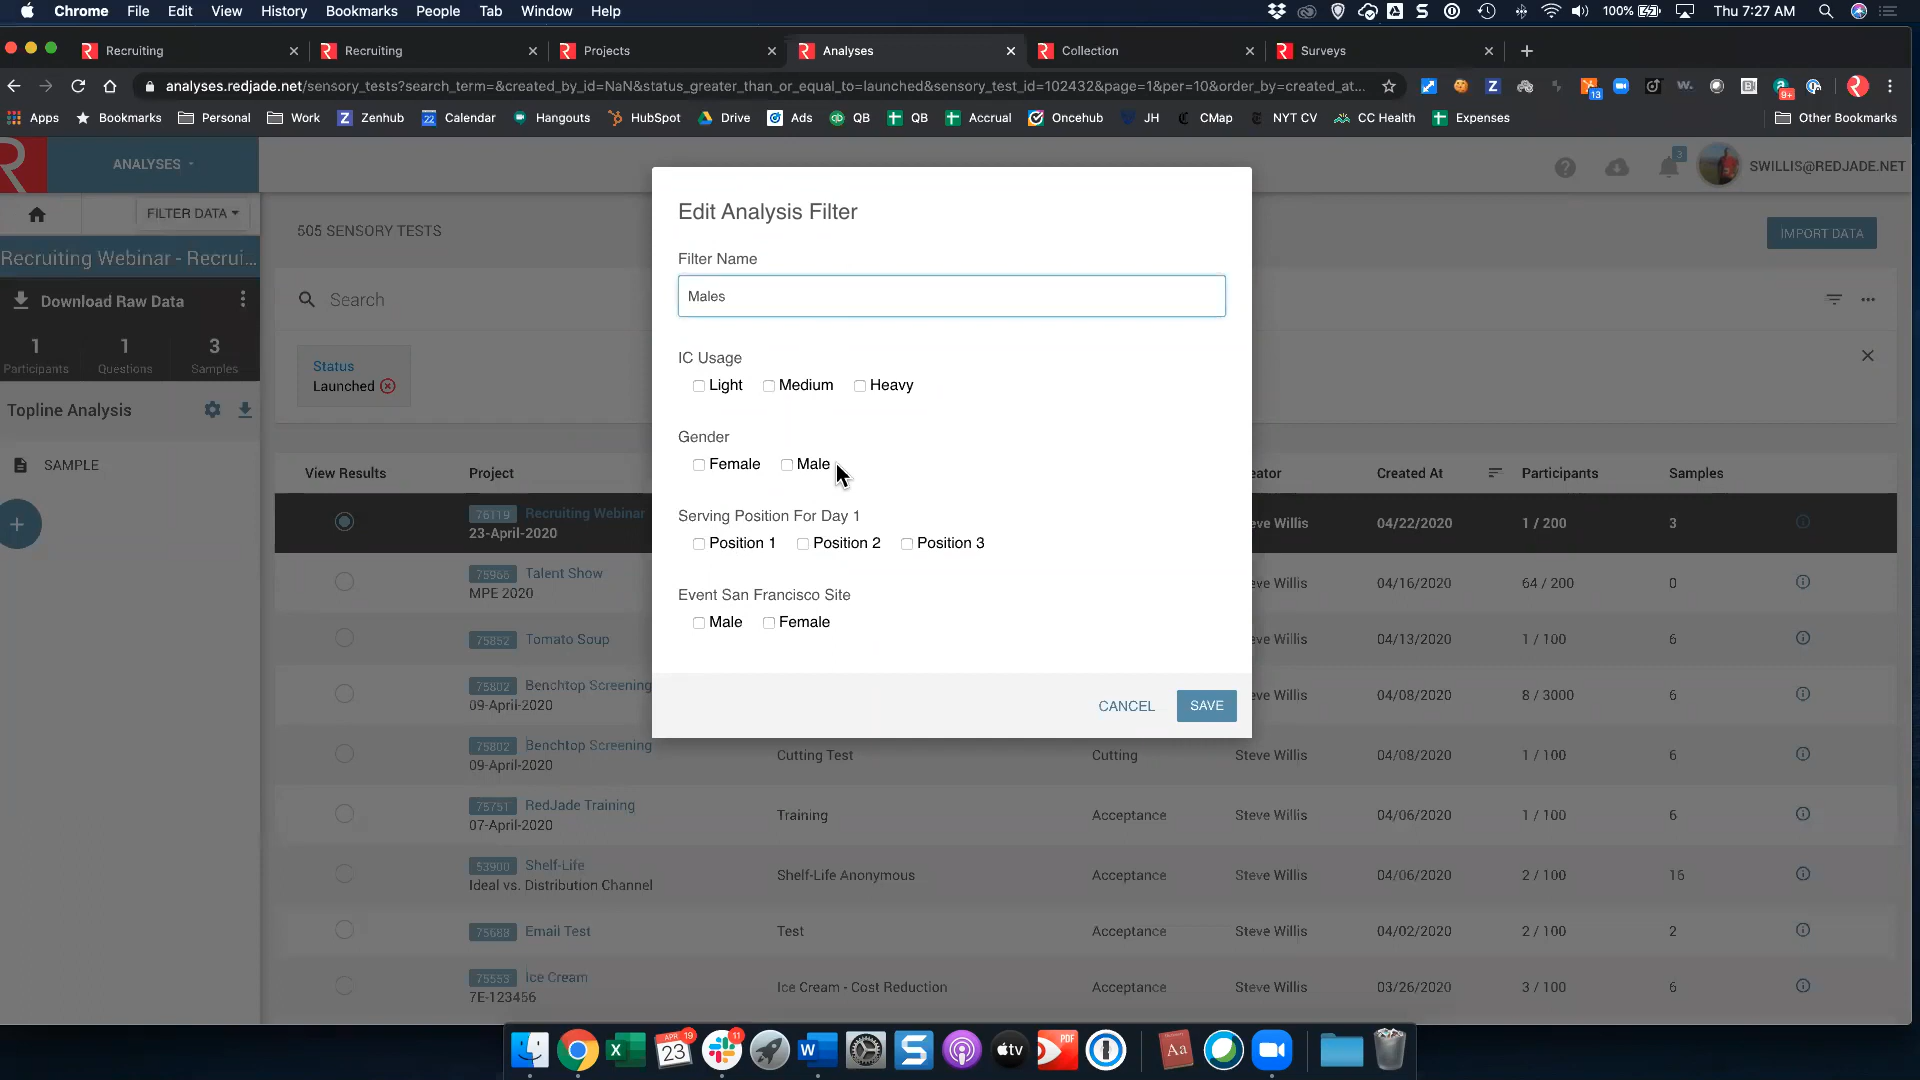 Chrome File Edit View History Bookmarks People Tab Window Help 100% Thu 7:27 AM
Recruiting Recruiting Projects Analyses Collection Surveys
analyses.redjade.net/sensory_tests?search_term=&created_by_id=NaN&status_greater_than_or_equal_to=launched&sensory_test_id=102432&page=1&per=10&order_by=created_at...
Apps Bookmarks Personal Work Zenhub Calendar Hangouts HubSpot Drive Ads QB QB Accrual Oncehub JH CMap NYT CV CC Health Expenses Other Bookmarks
ANALYSES 3 SWILLIS@REDJADE.NET
FILTER DATA 505 SENSORY TESTS IMPORT DATA
Recruiting Webinar - Recrui...
Download Raw Data Search
1 1 3
Participants Questions Samples
Status
Launched
Topline Analysis
SAMPLE
Edit Analysis Filter
Filter Name
Males
IC Usage
Light Medium Heavy
Gender
Female Male
Serving Position For Day 1
Position 1 Position 2 Position 3
Event San Francisco Site
Male Female
CANCEL SAVE
View Results Project eator Created At Participants Samples
76119 Recruiting Webinar eve Willis 04/22/2020 1 / 200 3
23-April-2020
75966 Talent Show eve Willis 04/16/2020 64 / 200 0
MPE 2020
75852 Tomato Soup eve Willis 04/13/2020 1 / 100 6
75802 Benchtop Screening eve Willis 04/08/2020 8 / 3000 6
09-April-2020
75802 Benchtop Screening Cutting Test Cutting Steve Willis 04/08/2020 1 / 100 6
09-April-2020
75751 RedJade Training Training Acceptance Steve Willis 04/06/2020 1 / 100 6
07-April-2020
53900 Shelf-Life Shelf-Life Anonymous Acceptance Steve Willis 04/06/2020 2 / 100 16
Ideal vs. Distribution Channel
75688 Email Test Test Acceptance Steve Willis 04/02/2020 2 / 100 2
75553 Ice Cream Ice Cream - Cost Reduction Acceptance Steve Willis 03/26/2020 3 / 100 6
7E-123456
APR 23 19 11 tv PDF Aa